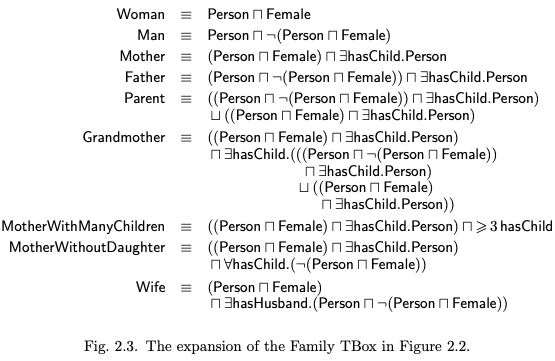 Woman ≡ Person ⊓ Female
Man ≡ Person ⊓ ¬(Person ⊓ Female)
Mother ≡ (Person ⊓ Female) ⊓ ∃hasChild.Person
Father ≡ (Person ⊓ ¬(Person ⊓ Female)) ⊓ ∃hasChild.Person
Parent ≡ ((Person ⊓ ¬(Person ⊓ Female)) ⊓ ∃hasChild.Person)
⊔ ((Person ⊓ Female) ⊓ ∃hasChild.Person)
Grandmother ≡ ((Person ⊓ Female) ⊓ ∃hasChild.Person)
⊓ ∃hasChild.(((Person ⊓ ¬(Person ⊓ Female))
⊓ ∃hasChild.Person)
⊔ ((Person ⊓ Female)
⊓ ∃hasChild.Person))
MotherWithManyChildren ≡ ((Person ⊓ Female) ⊓ ∃hasChild.Person) ⊓ ⩾ 3 hasChild
MotherWithoutDaughter ≡ ((Person ⊓ Female) ⊓ ∃hasChild.Person)
⊓ ∀hasChild.(¬(Person ⊓ Female))
Wife ≡ (Person ⊓ Female)
⊓ ∃hasHusband.(Person ⊓ ¬(Person ⊓ Female))
Fig. 2.3. The expansion of the Family TBox in Figure 2.2.